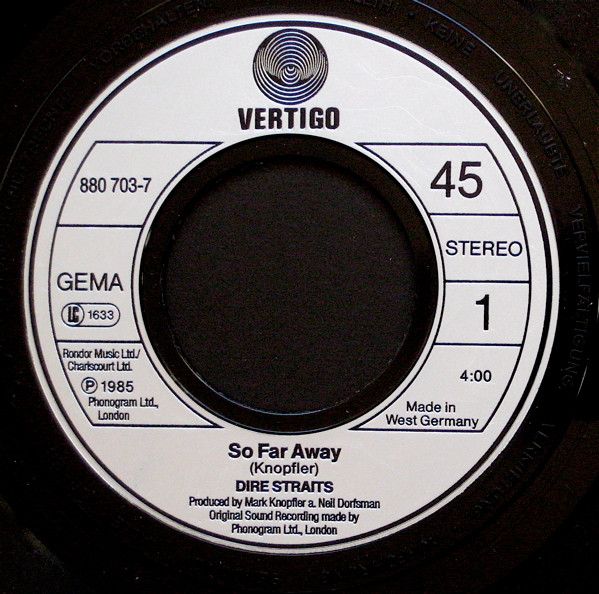 VERTIGO
880 703-7
45
STEREO
GEMA
LC 1633
1
Rondor Music Ltd./
Chariscourt Ltd.
℗ 1985
Phonogram Ltd.,
London
4:00
Made in
West Germany
So Far Away
(Knopfler)
DIRE STRAITS
Produced by Mark Knopfler a. Neil Dorfsman
Original Sound Recording made by
Phonogram Ltd., London
KEINE
UNERLAUBTE
VERVIELFÄLTIGUNG,